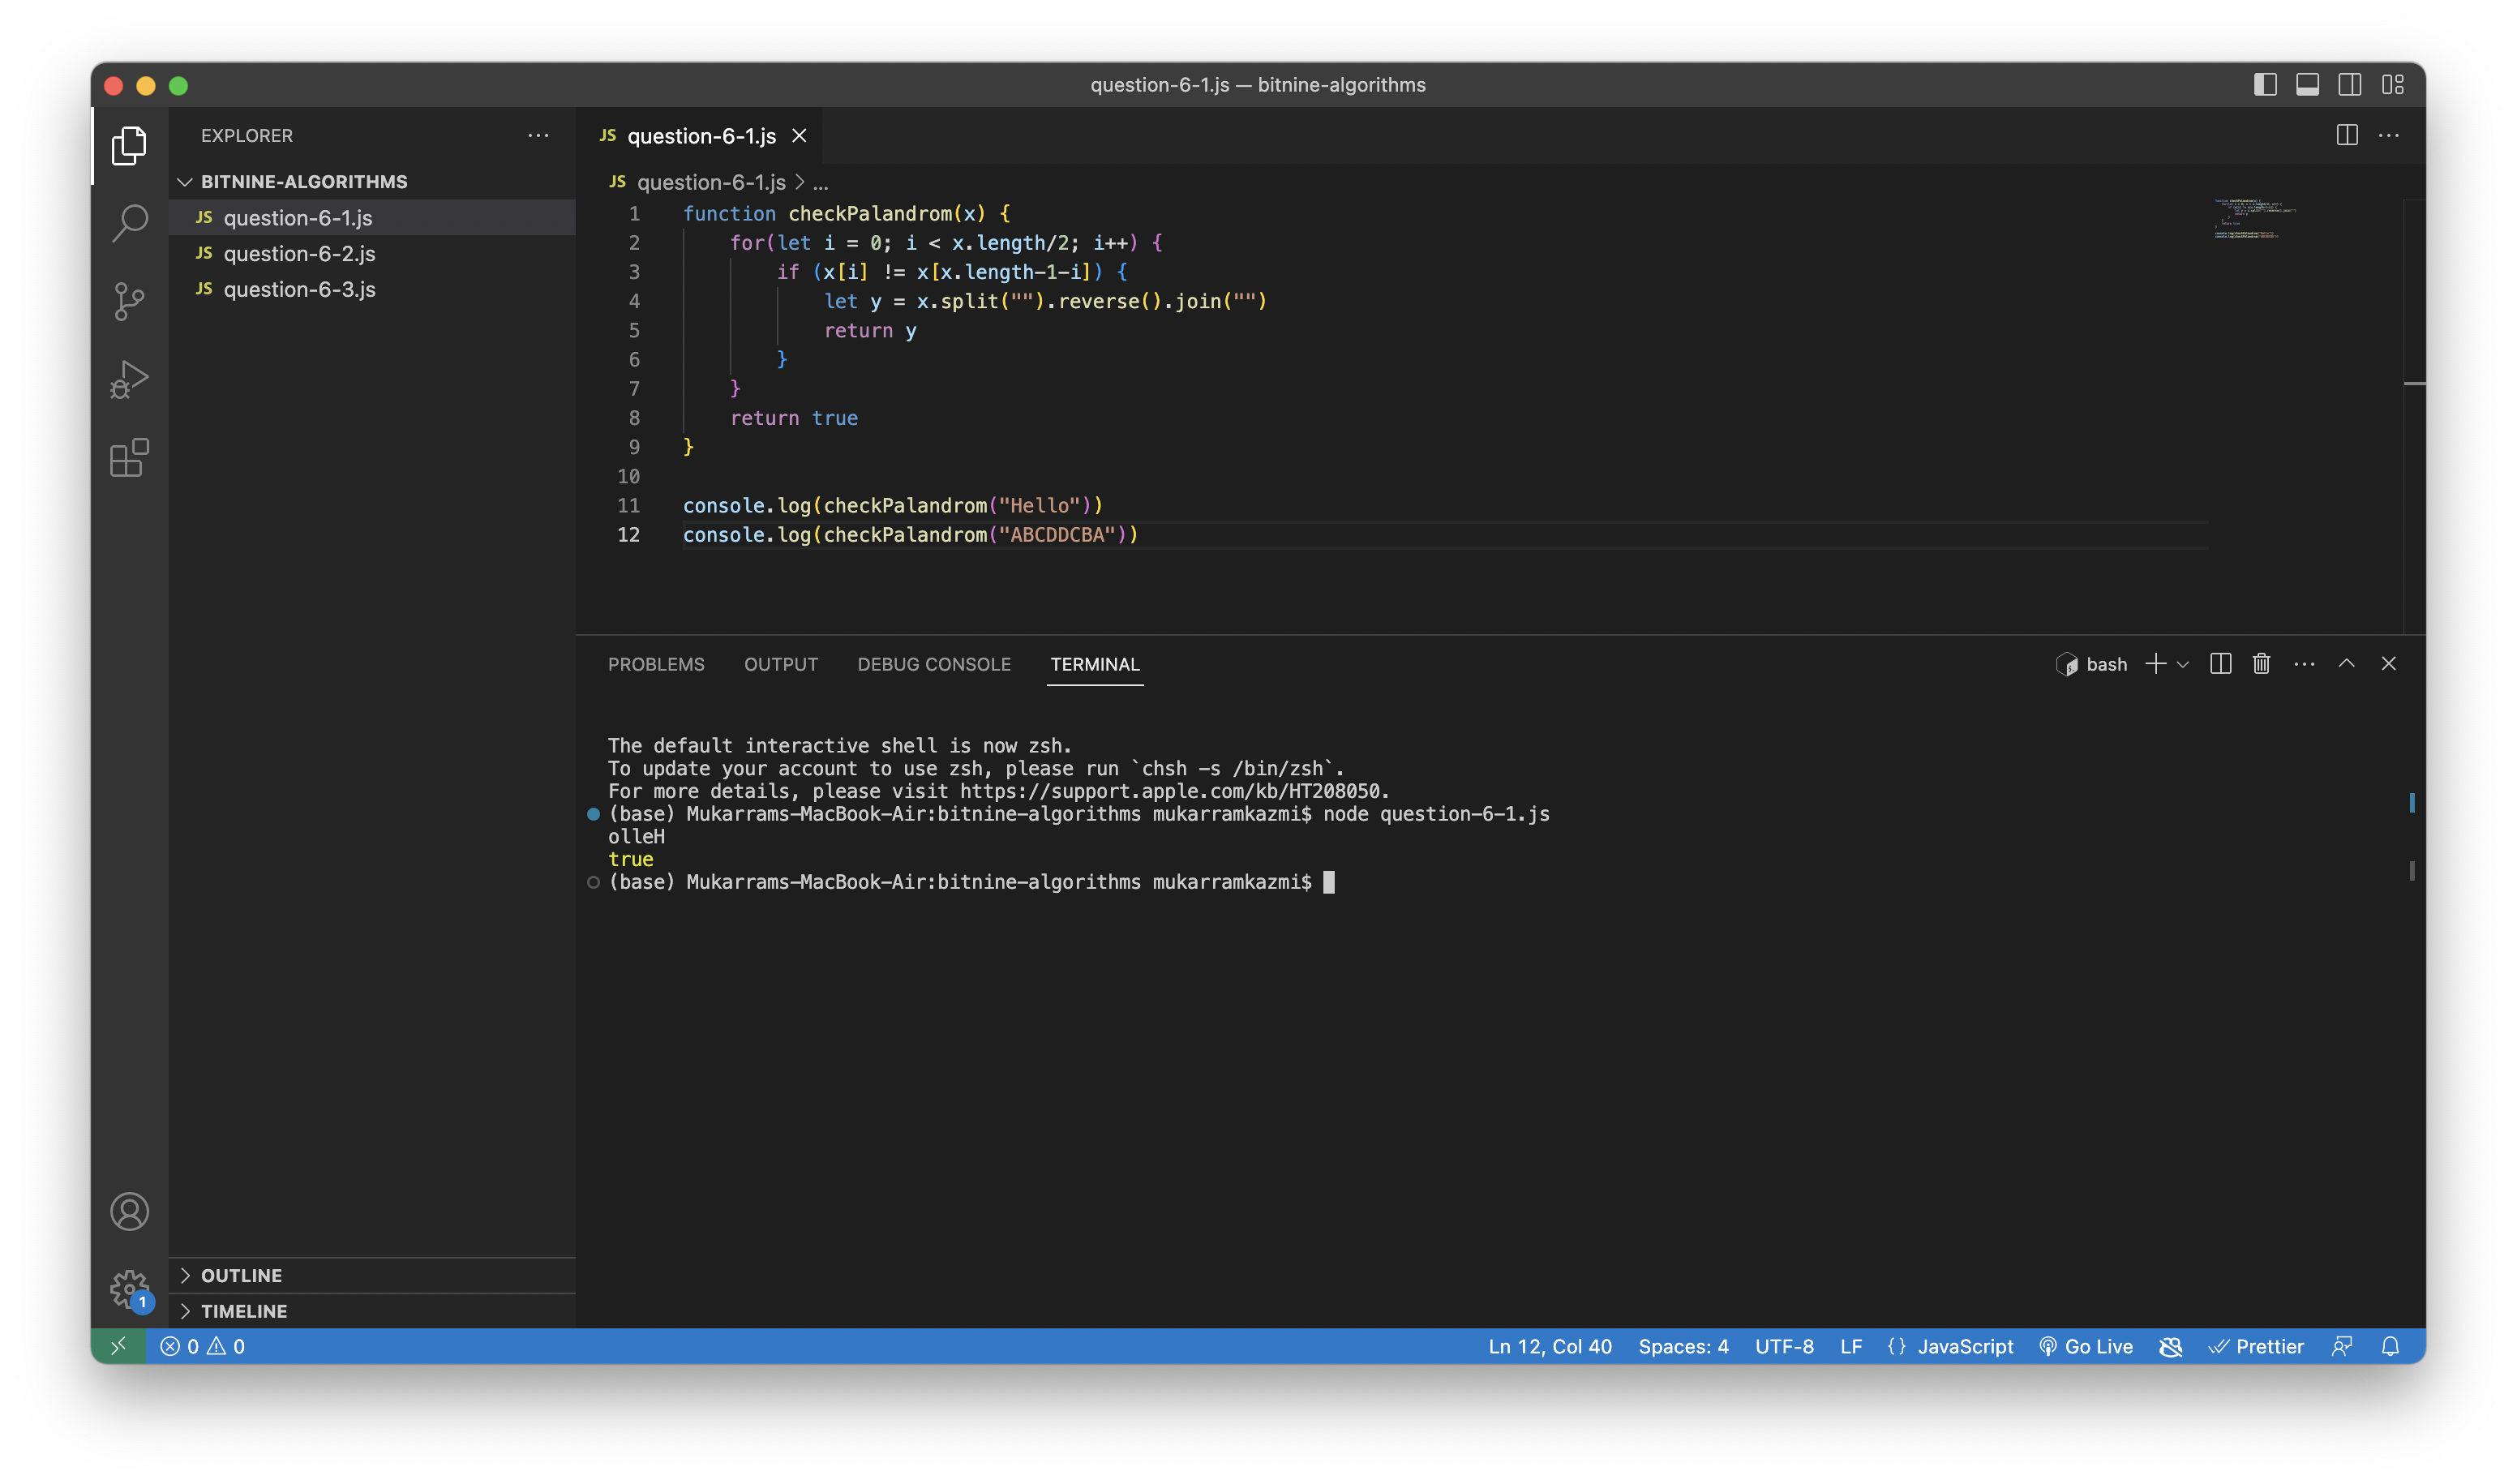 question-6-1.js — bitnine-algorithms
EXPLORER
BITNINE-ALGORITHMS
JS question-6-1.js
JS question-6-2.js
JS question-6-3.js
OUTLINE
TIMELINE
JS question-6-1.js
JS question-6-1.js > ...
1 function checkPalandrom(x) {
2     for(let i = 0; i < x.length/2; i++) {
3         if (x[i] != x[x.length-1-i]) {
4             let y = x.split("").reverse().join("")
5             return y
6         }
7     }
8     return true
9 }
10
11 console.log(checkPalandrom("Hello"))
12 console.log(checkPalandrom("ABCDDCBA"))
PROBLEMS OUTPUT DEBUG CONSOLE TERMINAL
bash
The default interactive shell is now zsh.
To update your account to use zsh, please run `chsh -s /bin/zsh`.
For more details, please visit https://support.apple.com/kb/HT208050.
(base) Mukarrams-MacBook-Air:bitnine-algorithms mukarramkazmi$ node question-6-1.js
olleH
true
(base) Mukarrams-MacBook-Air:bitnine-algorithms mukarramkazmi$
1
0 0 Ln 12, Col 40 Spaces: 4 UTF-8 LF {} JavaScript Go Live Prettier